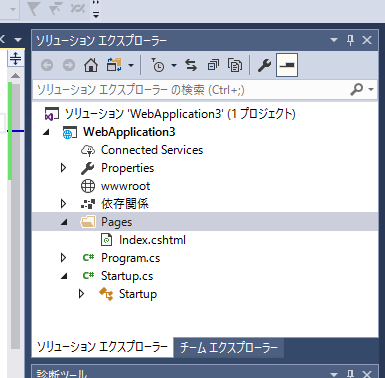 ソリューション エクスプローラー
ソリューション エクスプローラー の検索 (Ctrl+;)
ソリューション 'WebApplication3' (1 プロジェクト)
WebApplication3
Connected Services
Properties
wwwroot
依存関係
Pages
Index.cshtml
C# Program.cs
C# Startup.cs
Startup
ソリューション エクスプローラー チーム エクスプローラー
診断ツール